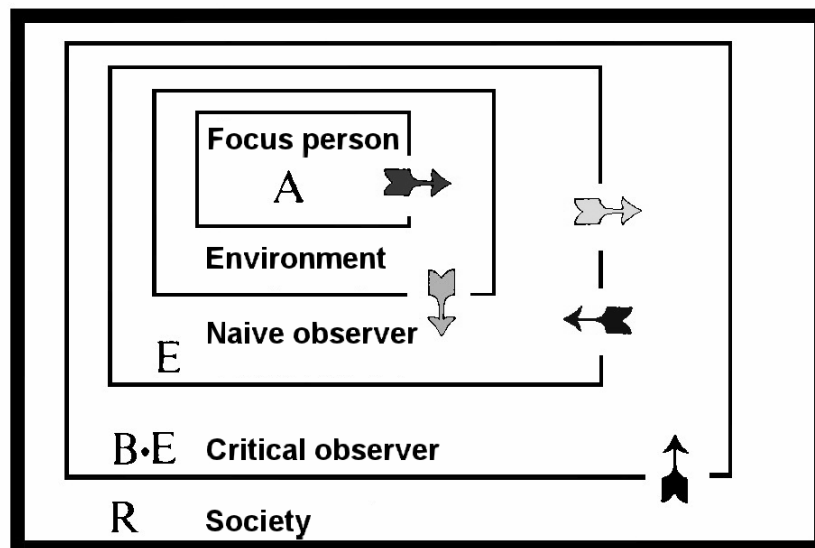 Focus person
A
Environment
Naive observer
E
B·E Critical observer
R Society